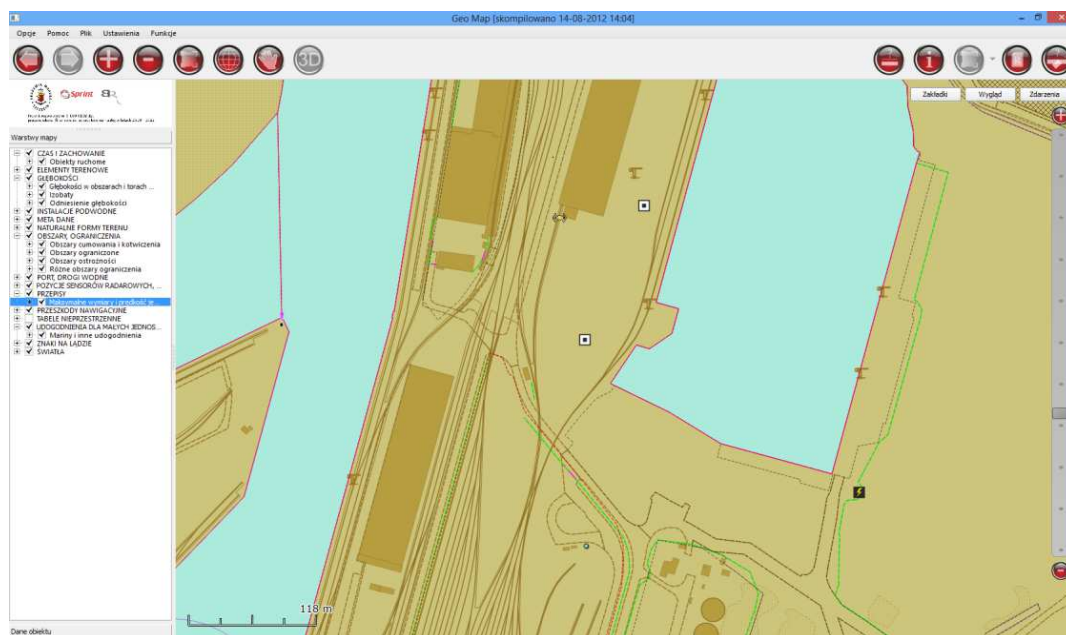 Geo Map [skompilowano 14-08-2012 14:04]
Opcje Pomoc Plik Ustawienia Funkcje
3D
Sprint
Zakładki Wygląd Zdarzenia
Warstwy mapy
CZAS I ZACHOWANIE
Obiekty ruchome
ELEMENTY TERENOWE
GŁĘBOKOŚCI
Głębokości w obszarach i torach ...
Izobaty
Odniesienie głębokości
INSTALACJE PODWODNE
META DANE
NATURALNE FORMY TERENU
OBSZARY, OGRANICZENIA
Obszary cumowania i kotwiczenia
Obszary ograniczone
Obszary ostrożności
Różne obszary ograniczenia
PORT, DROGI WODNE
POZYCJE SENSORÓW RADAROWYCH, ...
PRZEPISY
Maksymalne wymiary i prędkość je...
PRZESZKODY NAWIGACYJNE
TABELE NIEPRZESTRZENNE
UDOGODNIENIA DLA MAŁYCH JEDNOS...
Mariny i inne udogodnienia
ZNAKI NA LĄDZIE
ŚWIATŁA
118 m
Dane obiektu